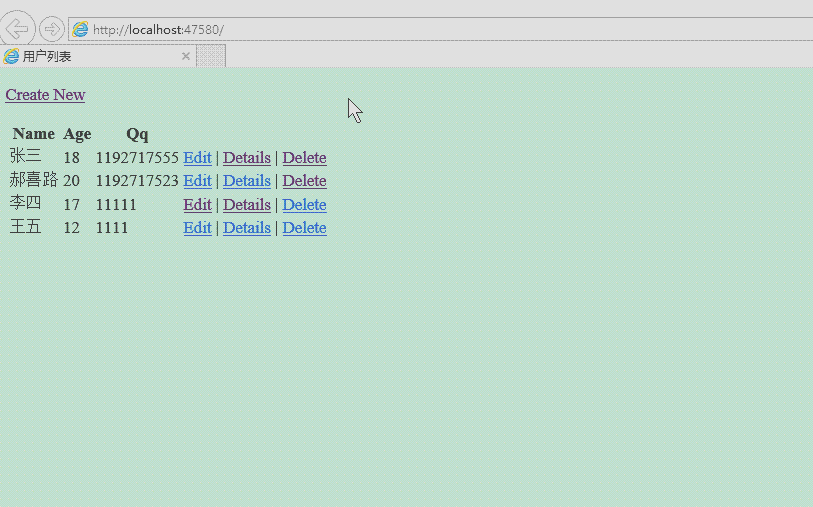 http://localhost:47580/
用户列表
Create New
Name Age Qq
张三 18 1192717555 Edit | Details | Delete
郝喜路 20 1192717523 Edit | Details | Delete
李四 17 11111 Edit | Details | Delete
王五 12 1111 Edit | Details | Delete